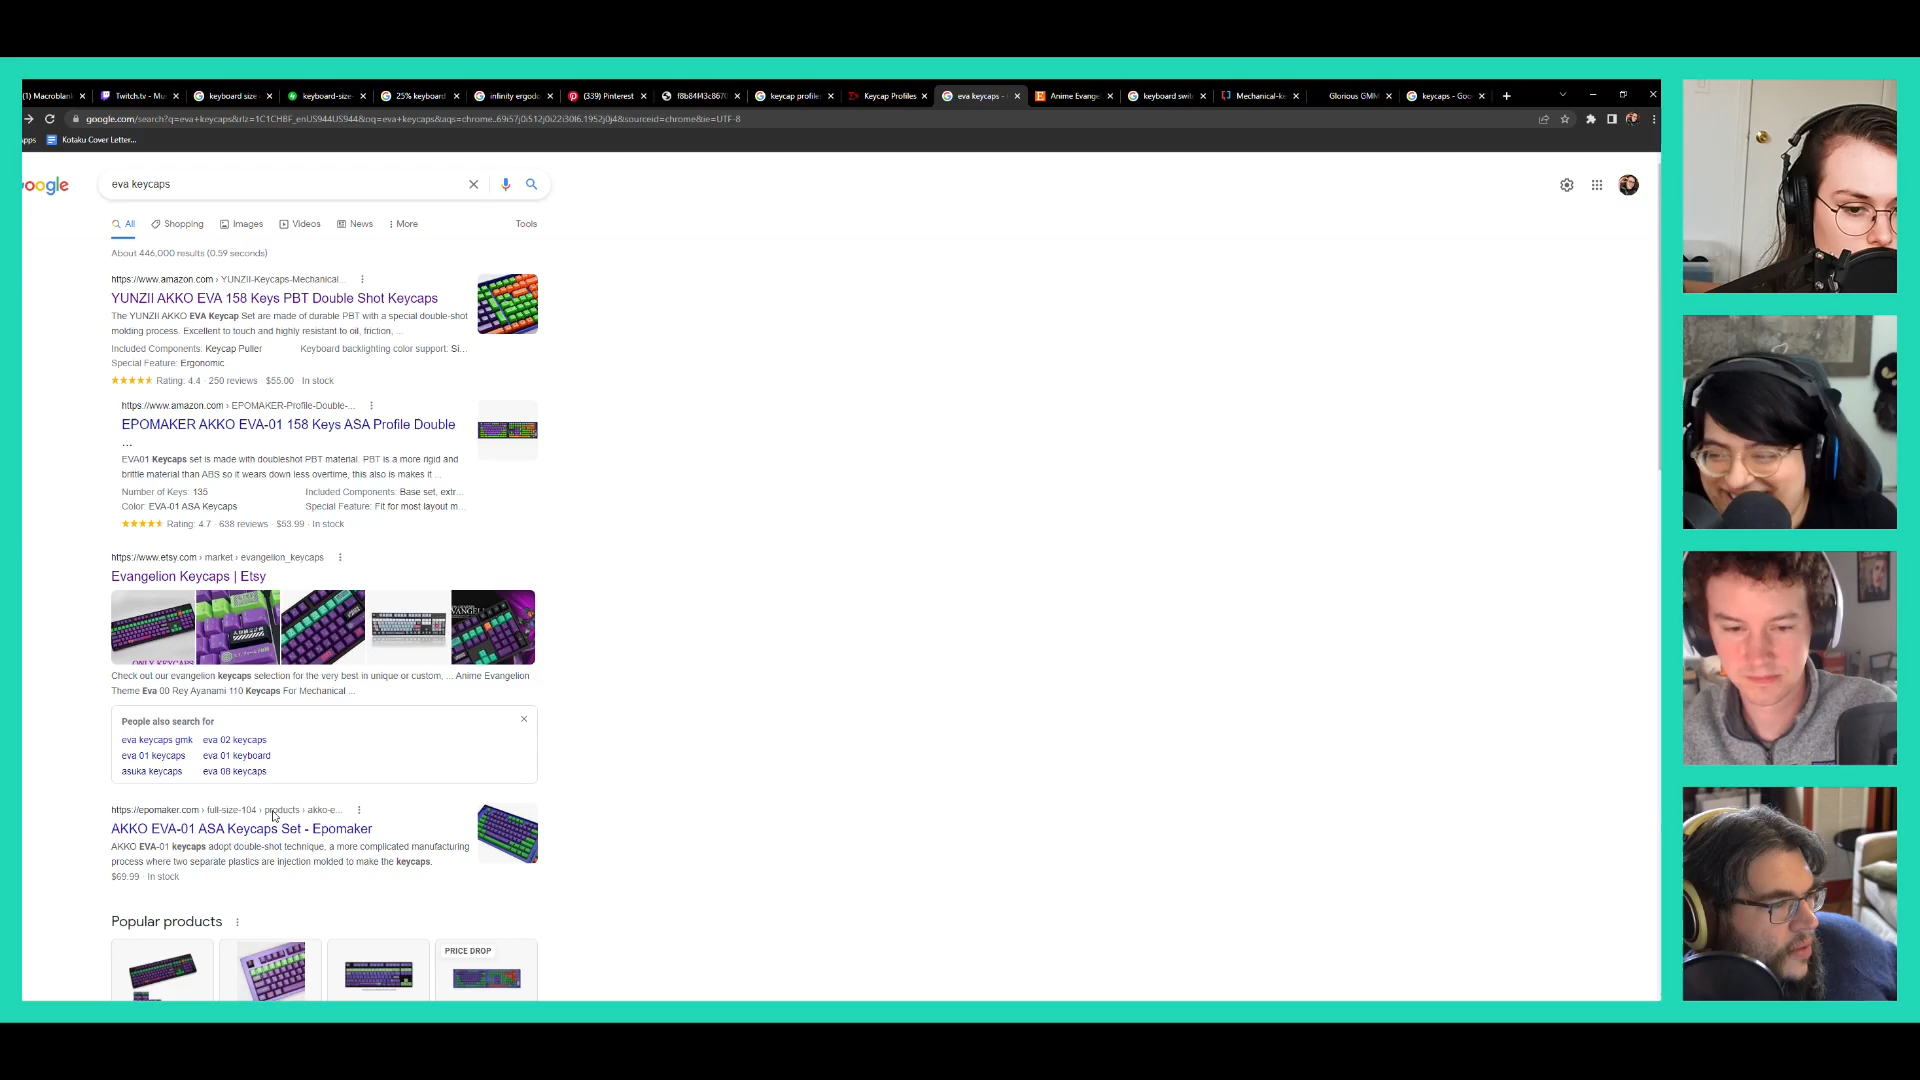 (1) Macroblank
Twitch.tv - Mus
keyboard size
keyboard-size-
25% keyboard
infinity ergodo
(339) Pinterest
f8b84f43c8670
keycap profile
Keycap Profiles
eva keycaps -
Anime Evange
keyboard swit
Mechanical-ke
Glorious GMM
keycaps - Goo
google.com/search?q=eva+keycaps&rlz=1C1CHBF_enUS944US944&oq=eva+keycaps&aqs=chrome..69i57j0i512j0i22i30l6.1952j0j4&sourceid=chrome&ie=UTF-8
Apps
Kotaku Cover Letter...
oogle
eva keycaps
All
Shopping
Images
Videos
News
More
Tools
About 446,000 results (0.59 seconds)
https://www.amazon.com › YUNZII-Keycaps-Mechanical...
YUNZII AKKO EVA 158 Keys PBT Double Shot Keycaps
The YUNZII AKKO EVA Keycap Set are made of durable PBT with a special double-shot
molding process. Excellent to touch and highly resistant to oil, friction, ...
Included Components: Keycap Puller Keyboard backlighting color support: Si...
Special Feature: Ergonomic
Rating: 4.4 · 250 reviews · $55.00 · In stock
https://www.amazon.com › EPOMAKER-Profile-Double-...
EPOMAKER AKKO EVA-01 158 Keys ASA Profile Double
...
EVA01 Keycaps set is made with doubleshot PBT material. PBT is a more rigid and
brittle material than ABS so it wears down less overtime, this also is makes it ...
Number of Keys: 135 Included Components: Base set, extr...
Color: EVA-01 ASA Keycaps Special Feature: Fit for most layout m...
Rating: 4.7 · 638 reviews · $53.99 · In stock
https://www.etsy.com › market › evangelion_keycaps
Evangelion Keycaps | Etsy
ONLY KEYCAPS
Check out our evangelion keycaps selection for the very best in unique or custom, ... Anime Evangelion
Theme Eva 00 Rey Ayanami 110 Keycaps For Mechanical ...
People also search for
eva keycaps gmk eva 02 keycaps
eva 01 keycaps eva 01 keyboard
asuka keycaps eva 08 keycaps
https://epomaker.com › full-size-104 › products › akko-e...
AKKO EVA-01 ASA Keycaps Set - Epomaker
AKKO EVA-01 keycaps adopt double-shot technique, a more complicated manufacturing
process where two separate plastics are injection molded to make the keycaps.
$69.99 · In stock
Popular products
PRICE DROP